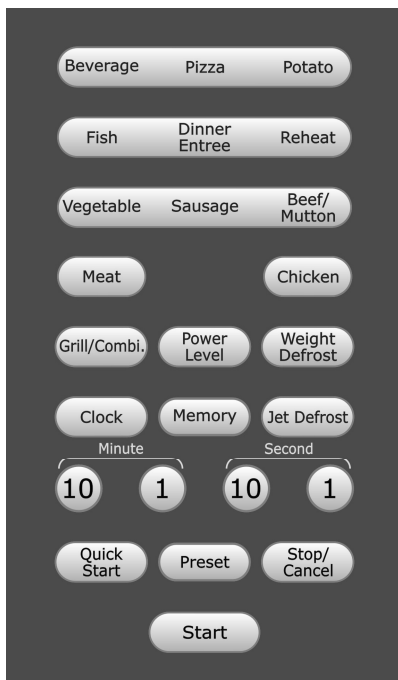 Beverage Pizza Potato
Fish Dinner Entree Reheat
Vegetable Sausage Beef/ Mutton
Meat Chicken
Grill/Combi. Power Level Weight Defrost
Clock Memory Jet Defrost
Minute Second
10 1 10 1
Quick Start Preset Stop/ Cancel
Start